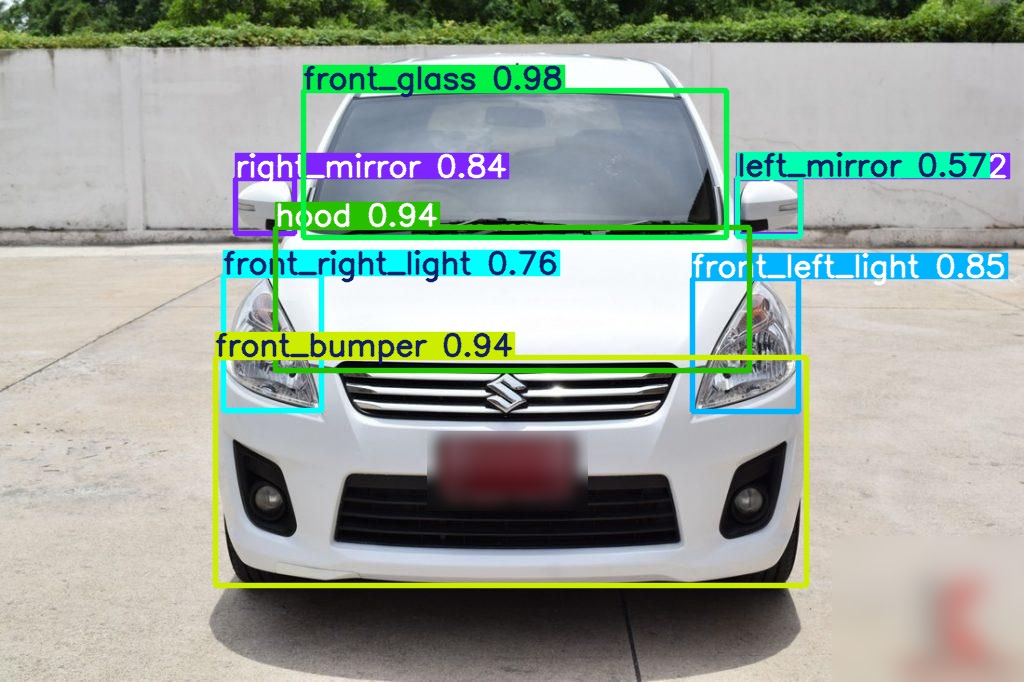 front_glass 0.98
right_mirror 0.84
left_mirror 0.572
hood 0.94
front_right_light 0.76
front_left_light 0.85
front_bumper 0.94